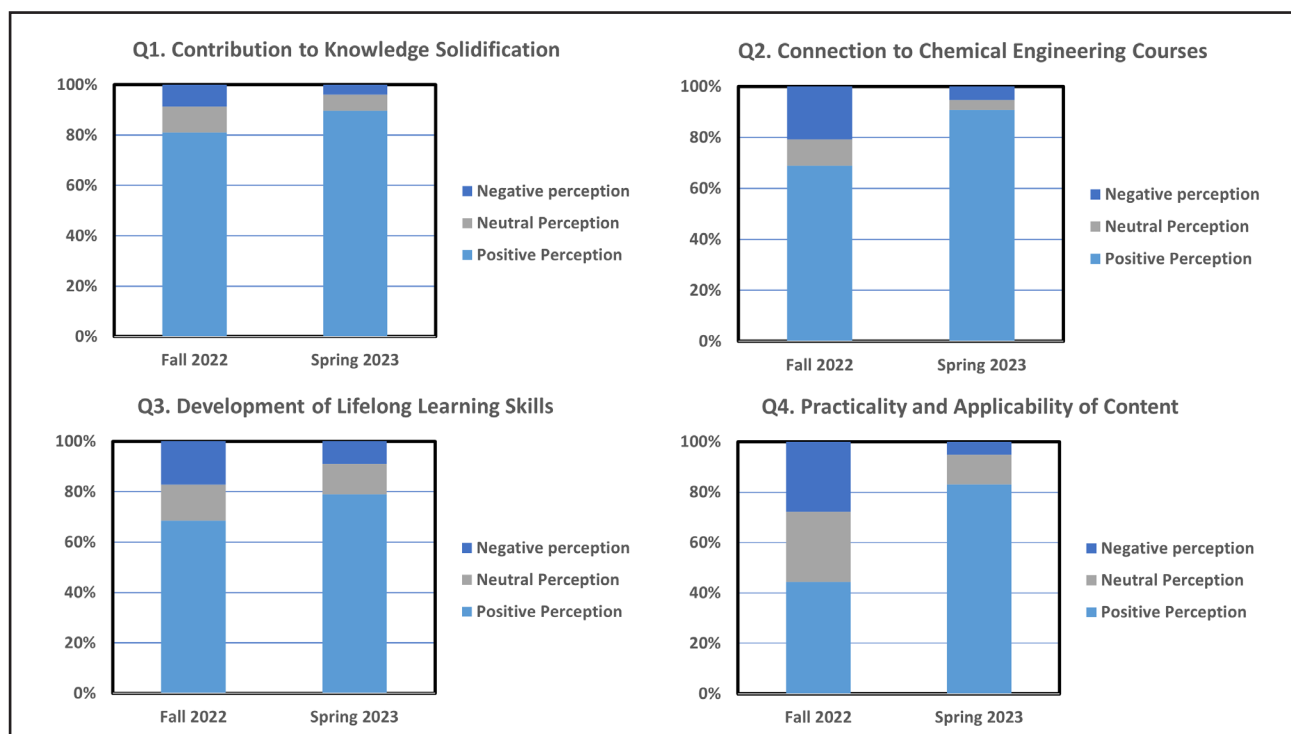 Q1. Contribution to Knowledge Solidification
100%
80%
60%
40%
20%
0%
Fall 2022
Spring 2023
Negative perception
Neutral Perception
Positive Perception
Q2. Connection to Chemical Engineering Courses
100%
80%
60%
40%
20%
0%
Fall 2022
Spring 2023
Negative perception
Neutral Perception
Positive Perception
Q3. Development of Lifelong Learning Skills
100%
80%
60%
40%
20%
0%
Fall 2022
Spring 2023
Negative perception
Neutral Perception
Positive Perception
Q4. Practicality and Applicability of Content
100%
80%
60%
40%
20%
0%
Fall 2022
Spring 2023
Negative perception
Neutral Perception
Positive Perception